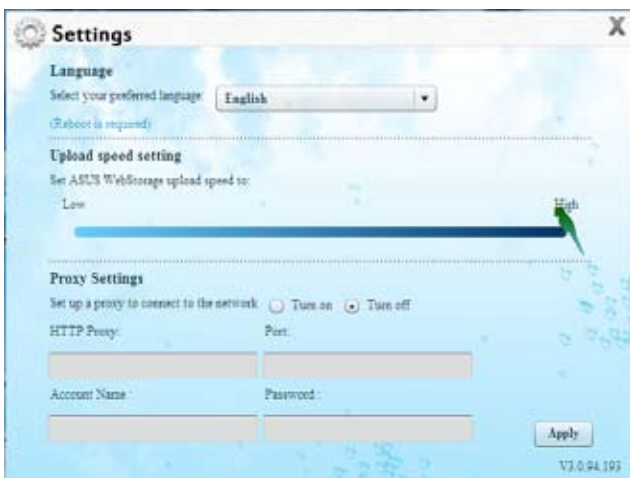 Settings
X
Language
Select your preferred language: English
(Reboot is required)
Upload speed setting
Set ASUS WebStorage upload speed to:
Low High
Proxy Settings
Set up a proxy to connect to the network Turn on Turn off
HTTP Proxy: Port:
Account Name : Password :
Apply
V3.0.94.193